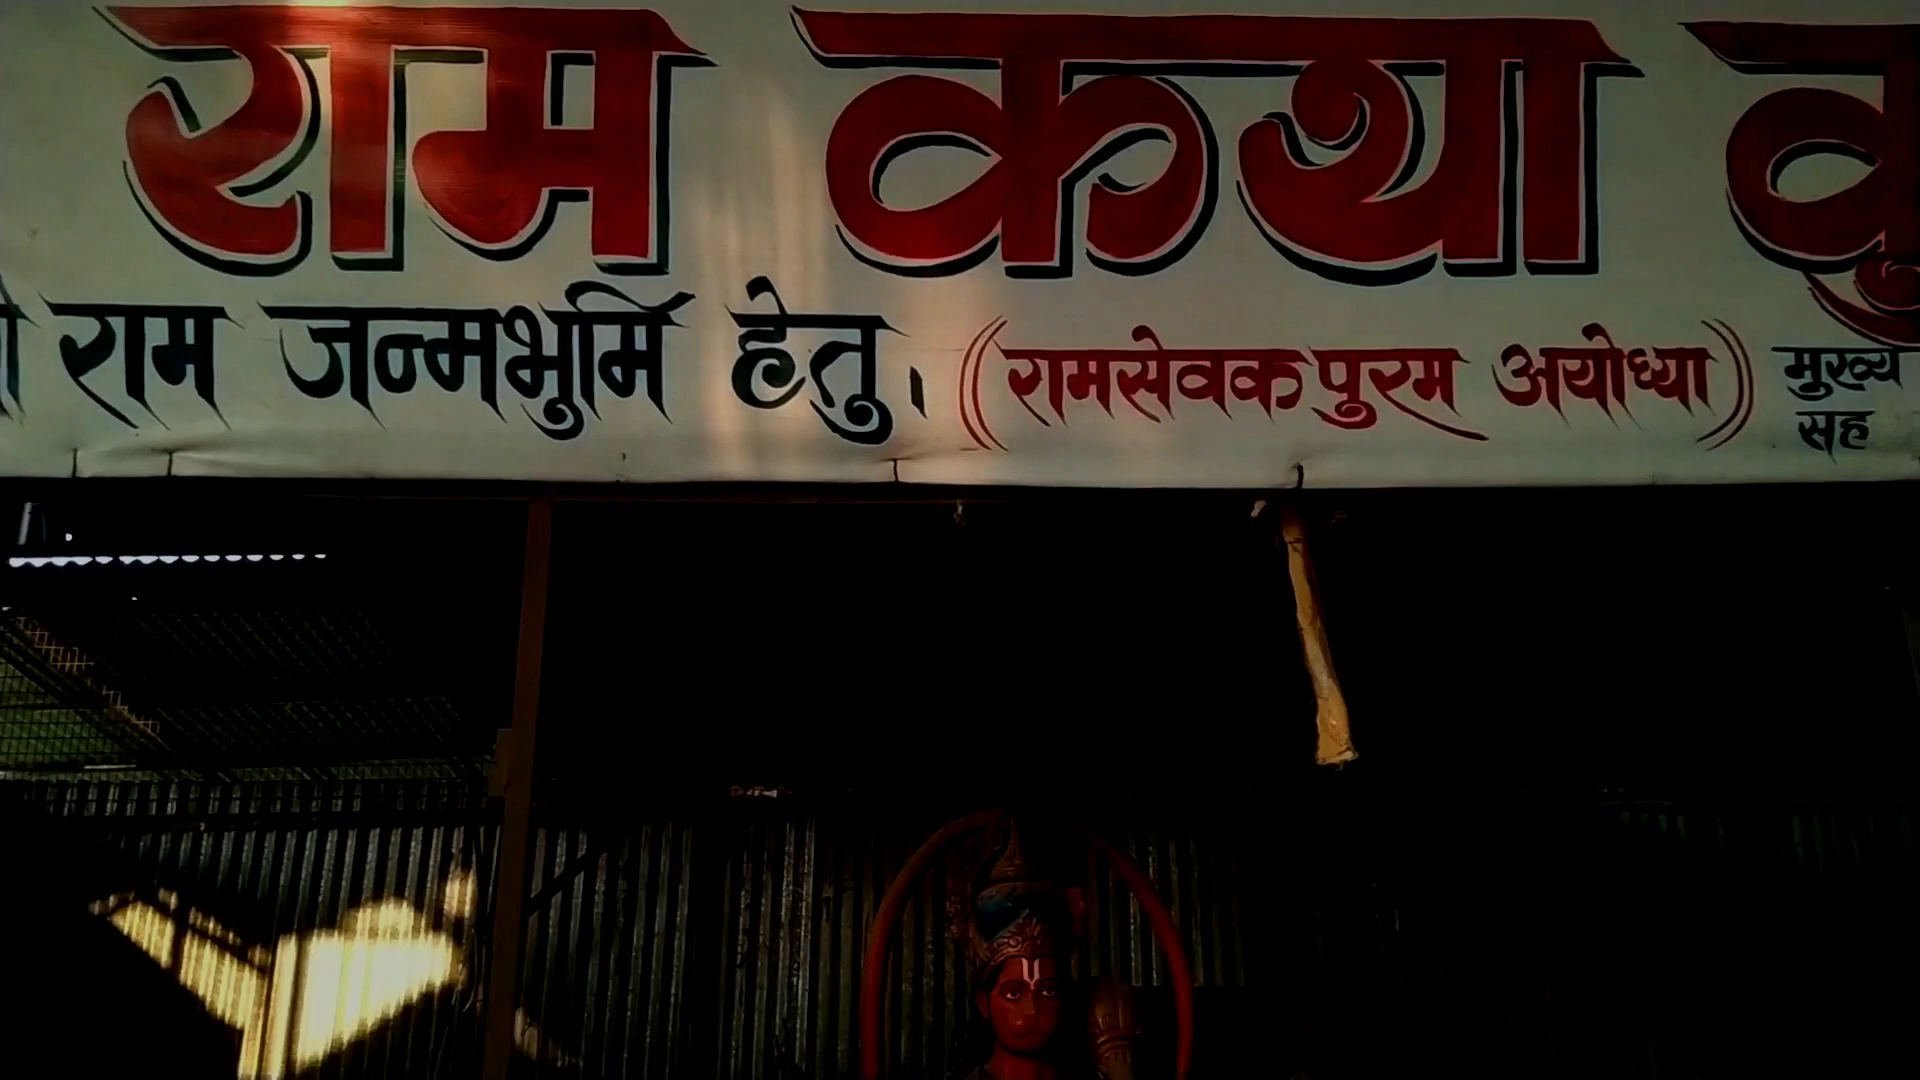 राम कथा
राम जन्मभुमि हेतु । (रामसेवकपुरम अयोध्या) मुख्य
सह